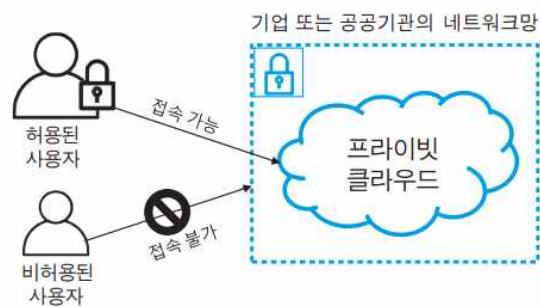 기업 또는 공공기관의 네트워크망
허용된
사용자
접속 가능
프라이빗
클라우드
접속 불가
비허용된
사용자